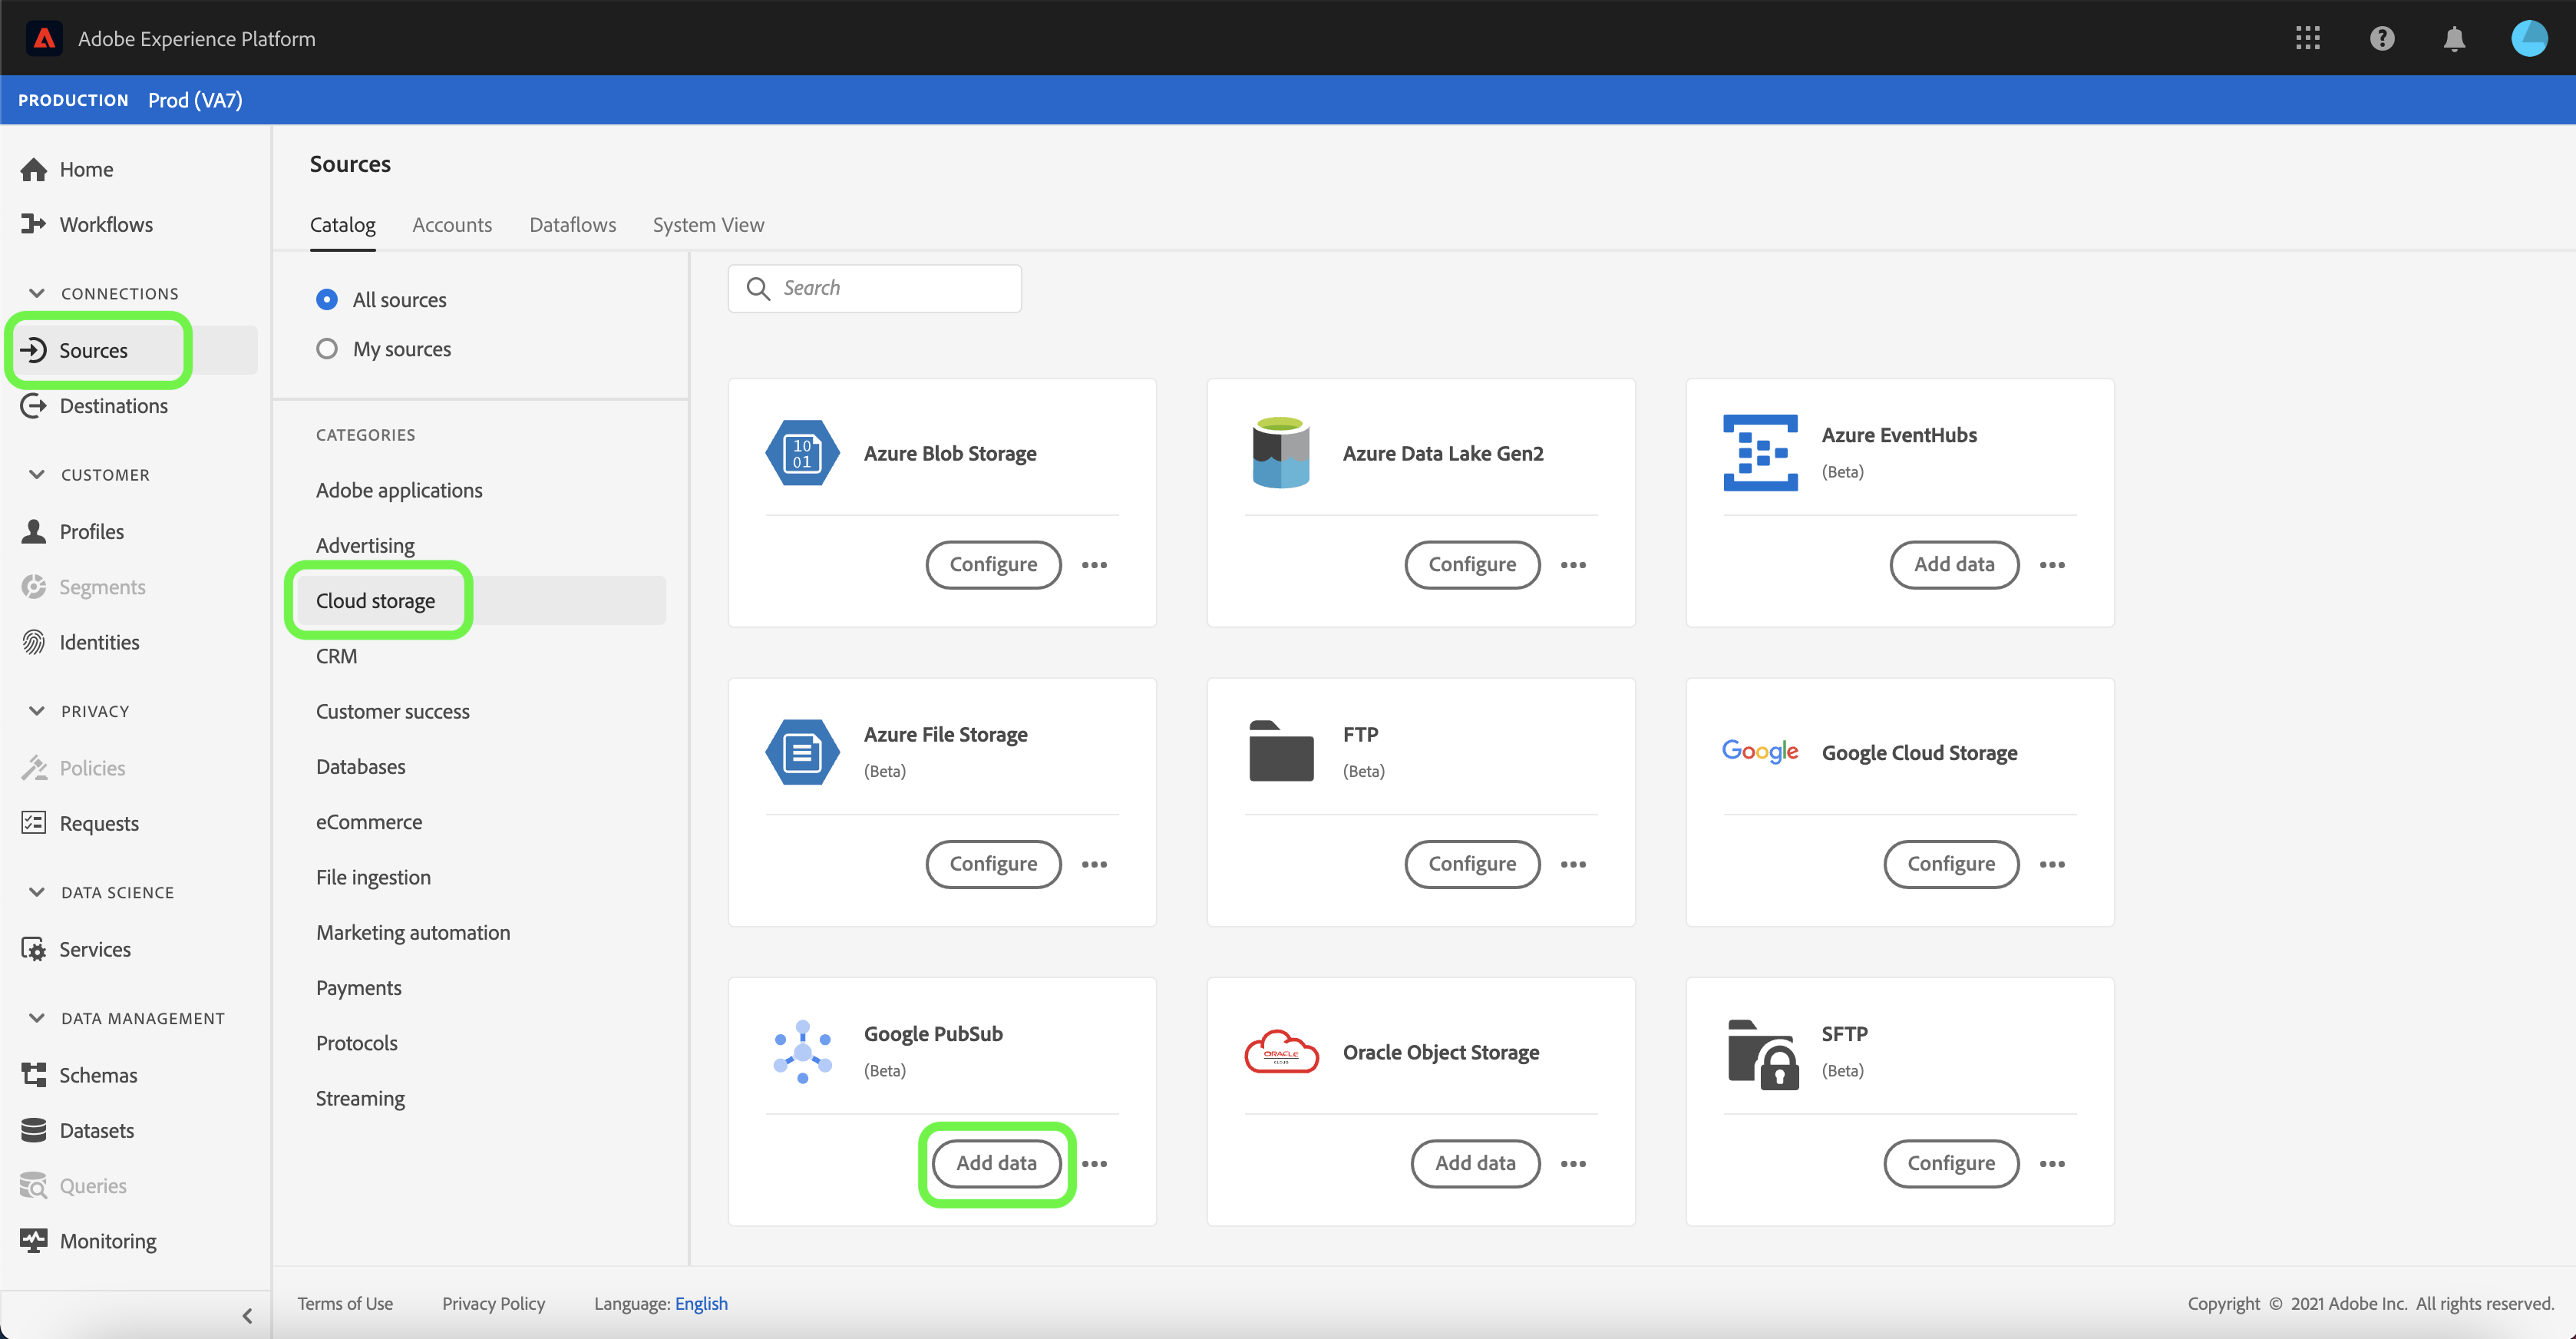 Adobe Experience Platform
PRODUCTION Prod (VA7)
Home
Workflows
CONNECTIONS
Sources
Destinations
CUSTOMER
Profiles
Segments
Identities
PRIVACY
Policies
Requests
DATA SCIENCE
Services
DATA MANAGEMENT
Schemas
Datasets
Queries
Monitoring
Sources
Catalog Accounts Dataflows System View
All sources
My sources
CATEGORIES
Adobe applications
Advertising
Cloud storage
CRM
Customer success
Databases
eCommerce
File ingestion
Marketing automation
Payments
Protocols
Streaming
Search
10
01
Azure Blob Storage
Configure
Azure Data Lake Gen2
Configure
Azure EventHubs
(Beta)
Add data
Azure File Storage
(Beta)
Configure
FTP
(Beta)
Configure
Google
Google Cloud Storage
Configure
Google PubSub
(Beta)
Add data
ORACLE
CLOUD
Oracle Object Storage
Add data
SFTP
(Beta)
Configure
Terms of Use Privacy Policy Language: English
Copyright © 2021 Adobe Inc. All rights reserved.